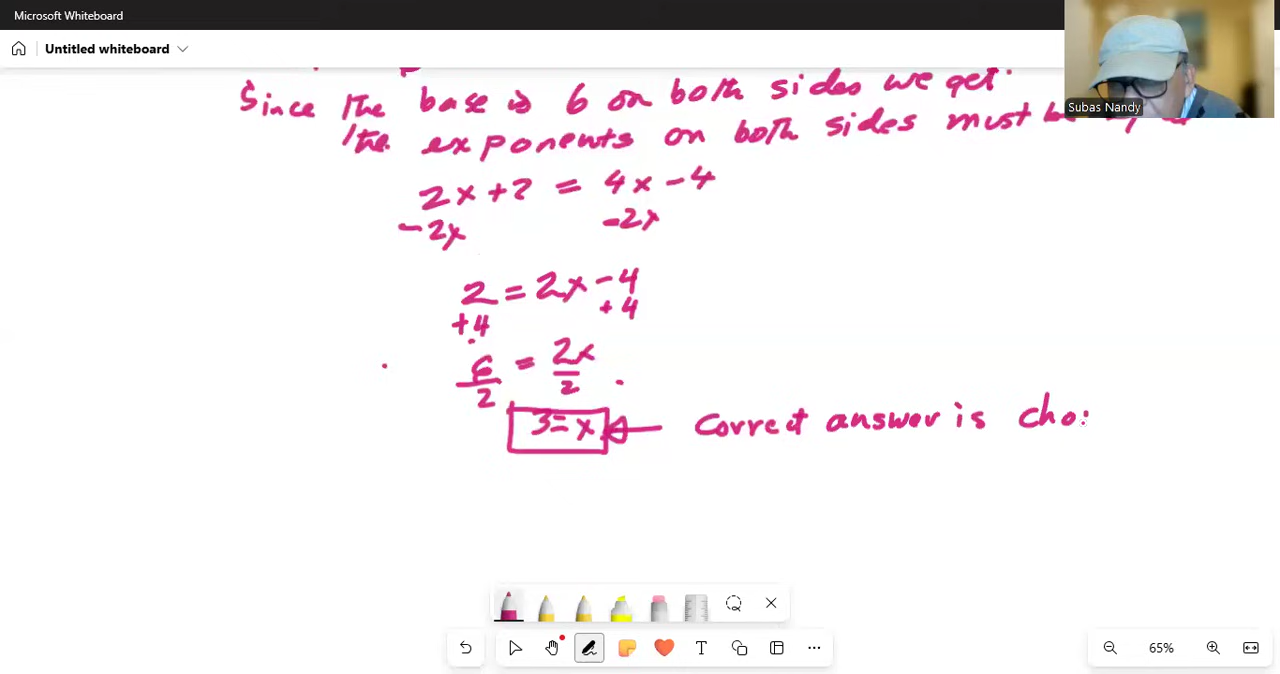 Microsoft Whiteboard
Untitled whiteboard
Subas Nandy
Since the base is 6 on both sides we get
the exponents on both sides must be
2x+2 = 4x-4
-2x -2x
2 = 2x-4
+4 +4
6/2 = 2x/2
3=x ← Correct answer is cho
65%